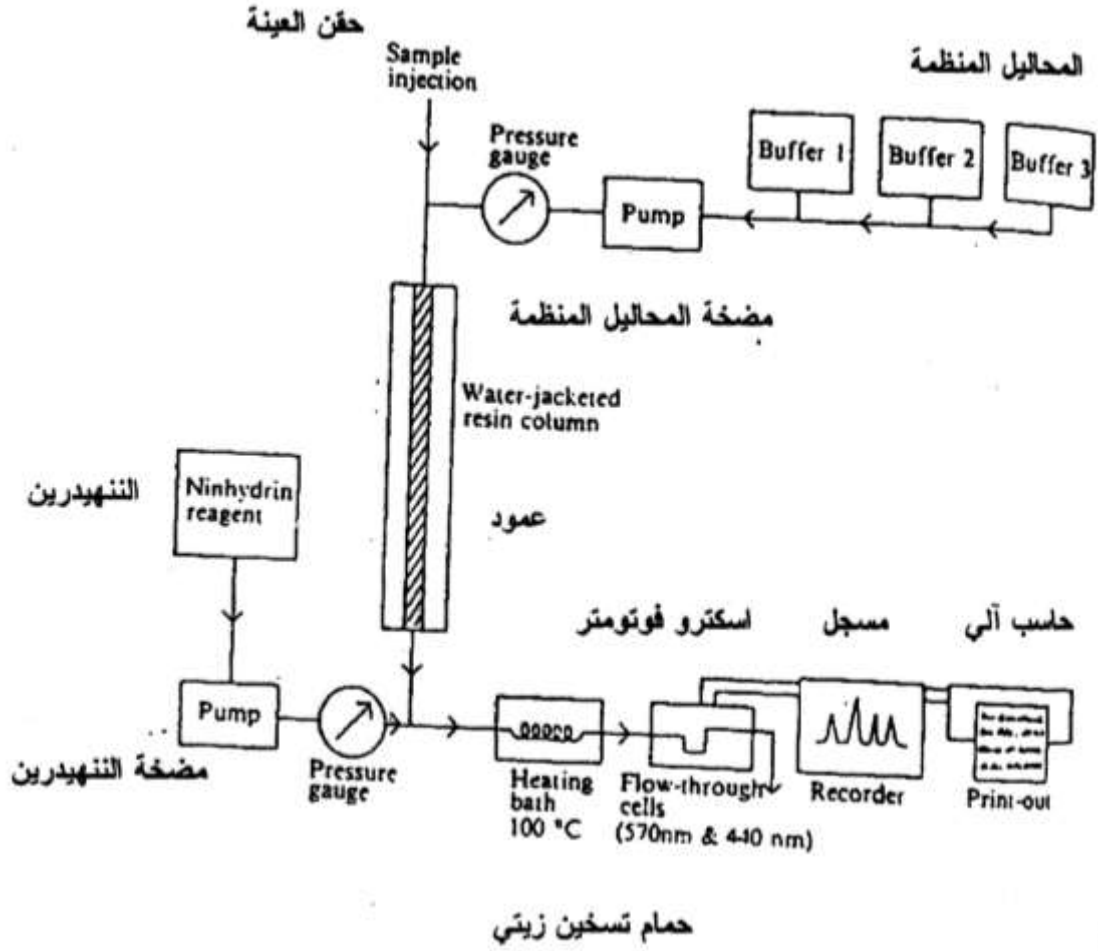 حقن العينة
Sample
injection
المحاليل المنظمة
Pressure
gauge
Pump
Buffer 1
Buffer 2
Buffer 3
مضخة المحاليل المنظمة
Water-jacketed
resin column
عمود
الننهيدرين
Ninhydrin
reagent
اسكترو فوتومتر
مسجل
حاسب آلي
Pump
مضخة الننهيدرين
Pressure
gauge
Heating
bath
100 °C
Flow-through
cells
(570nm & 440 nm)
Recorder
Print-out
حمام تسخين زيتي